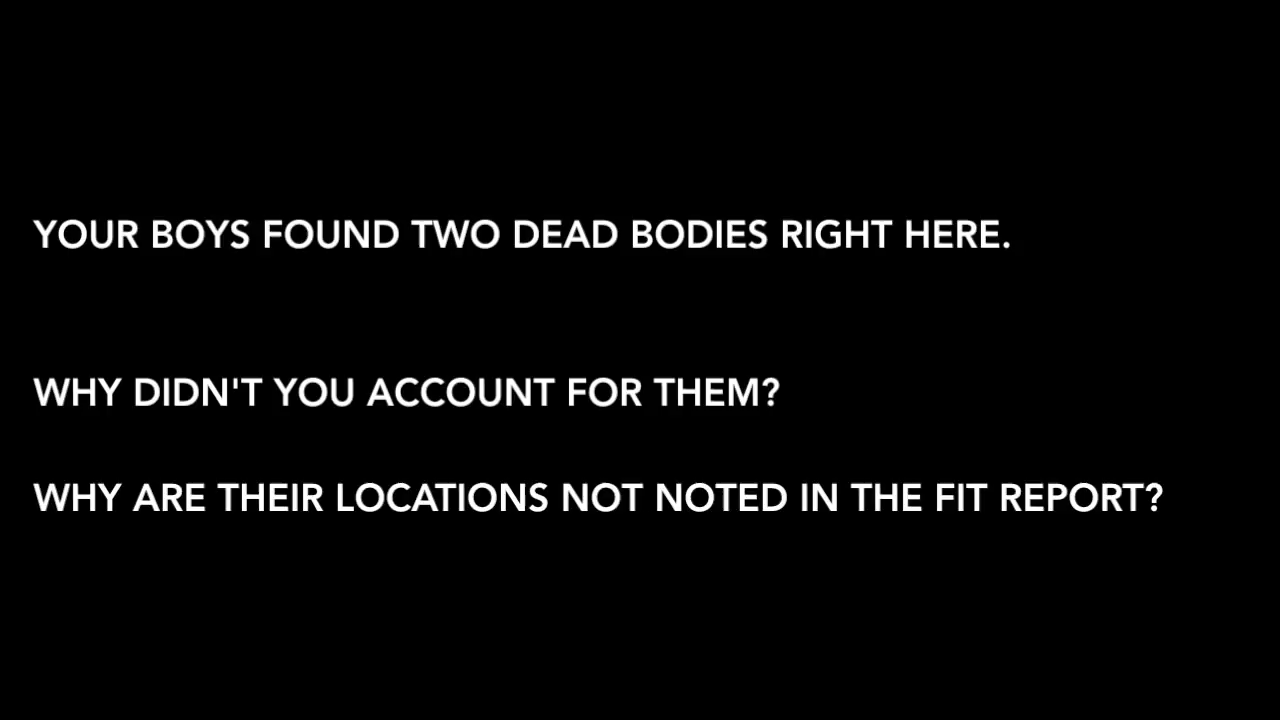 YOUR BOYS FOUND TWO DEAD BODIES RIGHT HERE.
WHY DIDN'T YOU ACCOUNT FOR THEM?
WHY ARE THEIR LOCATIONS NOT NOTED IN THE FIT REPORT?